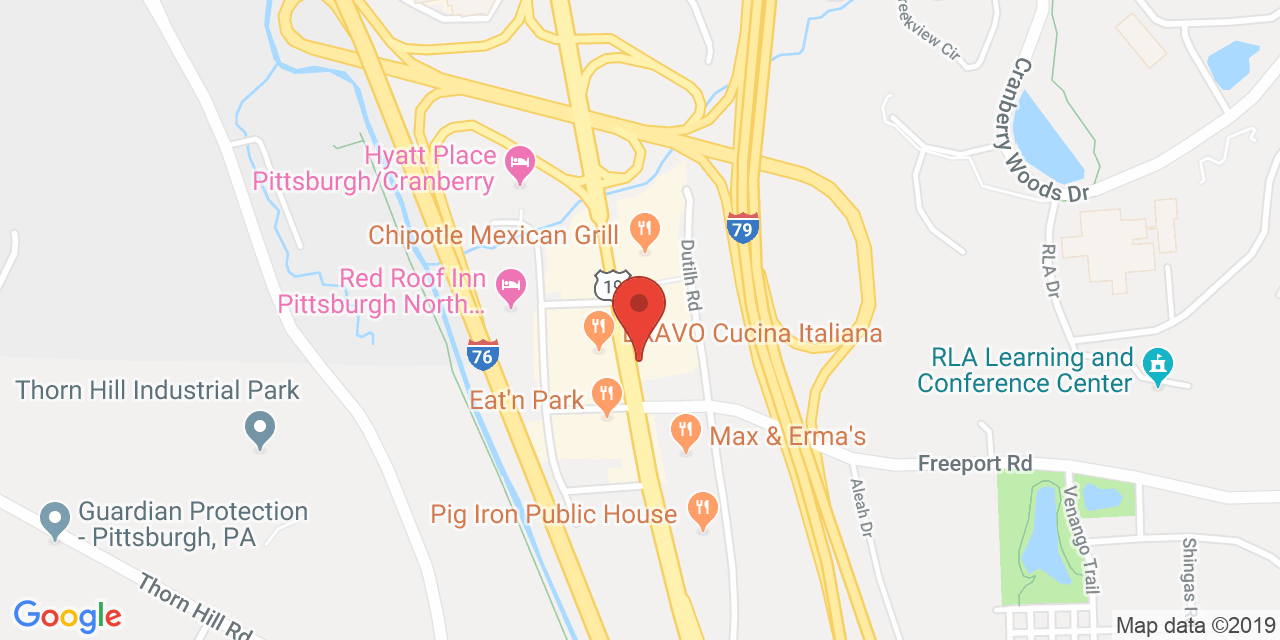 Creekview Cir
Cranberry Woods Dr
Hyatt Place
Pittsburgh/Cranberry
Chipotle Mexican Grill
79
Dutilh Rd
RLA Dr
Red Roof Inn
Pittsburgh North...
19
BRAVO Cucina Italiana
76
RLA Learning and
Conference Center
Thorn Hill Industrial Park
Eat'n Park
Max & Erma's
Freeport Rd
Aleah Dr
Venango Trail
Guardian Protection
- Pittsburgh, PA
Pig Iron Public House
Shingas
Thorn Hill Rd
Google
Map data ©2019